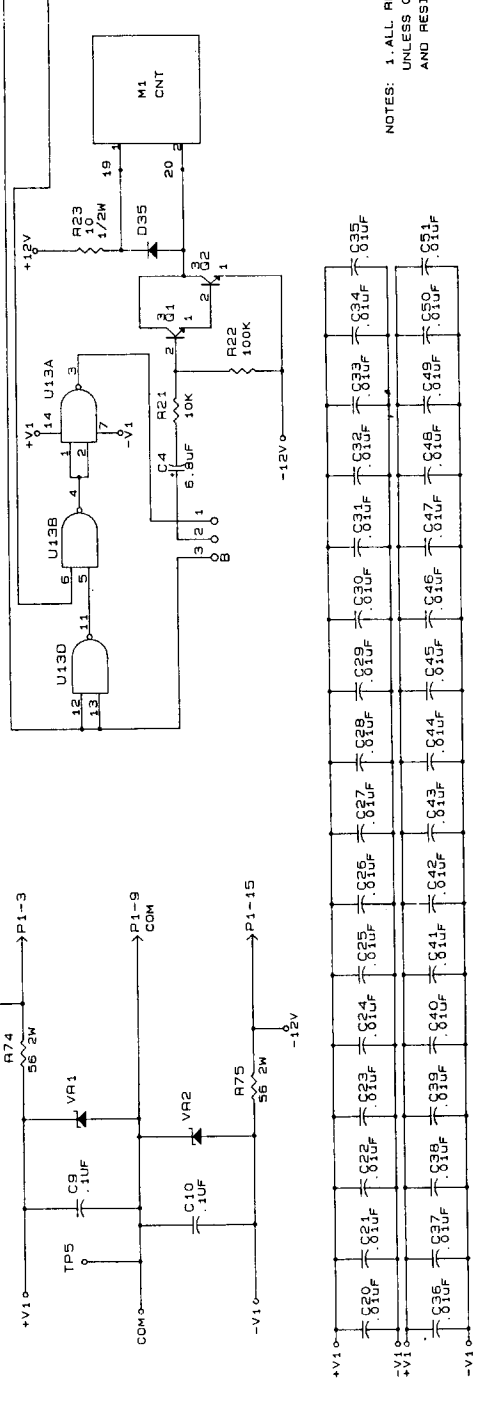 R74
56 2W
P1-3
+V1
C9
.1UF
VR1
TP5
COM
P1-9
COM
C10
.1UF
VR2
R75
56 2W
-V1
P1-15
-12V
U13D
12
13
11
U13B
6
5
4
U13A
+V1
14
1
2
3
7
-V1
3
2
1
B
C4
+
6.8uF
R21
10K
R22
100K
-12V
2
3
Q1
1
2
3
Q2
1
+12V
R23
10
1/2W
D35
19
20
1
2
M1
CNT
+V1
C20
.01uF
C21
.01uF
C22
.01uF
C23
.01uF
C24
.01uF
C25
.01uF
C26
.01uF
C27
.01uF
C28
.01uF
C29
.01uF
C30
.01uF
C31
.01uF
C32
.01uF
C33
.01uF
C34
.01uF
C35
.01uF
-V1
+V1
C36
.01uF
C37
.01uF
C38
.01uF
C39
.01uF
C40
.01uF
C41
.01uF
C42
.01uF
C43
.01uF
C44
.01uF
C45
.01uF
C46
.01uF
C47
.01uF
C48
.01uF
C49
.01uF
C50
.01uF
C51
.01uF
-V1
NOTES: 1.ALL R
UNLESS
AND RESI